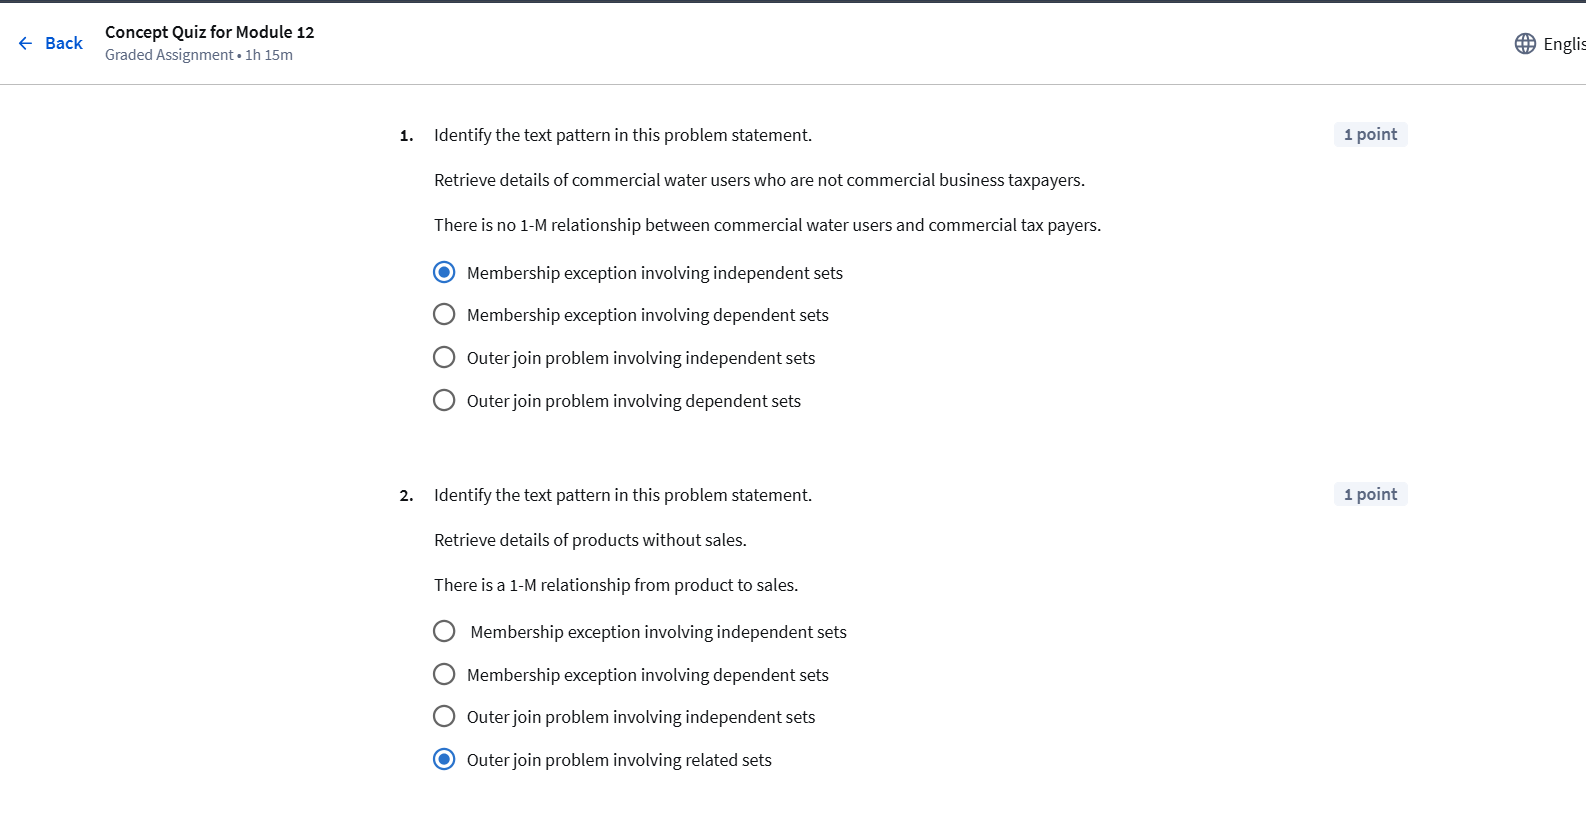 Back
Concept Quiz for Module 12
Graded Assignment • 1h 15m
Englis
1. Identify the text pattern in this problem statement.
1 point
Retrieve details of commercial water users who are not commercial business taxpayers.
There is no 1-M relationship between commercial water users and commercial tax payers.
Membership exception involving independent sets
Membership exception involving dependent sets
Outer join problem involving independent sets
Outer join problem involving dependent sets
2. Identify the text pattern in this problem statement.
1 point
Retrieve details of products without sales.
There is a 1-M relationship from product to sales.
Membership exception involving independent sets
Membership exception involving dependent sets
Outer join problem involving independent sets
Outer join problem involving related sets